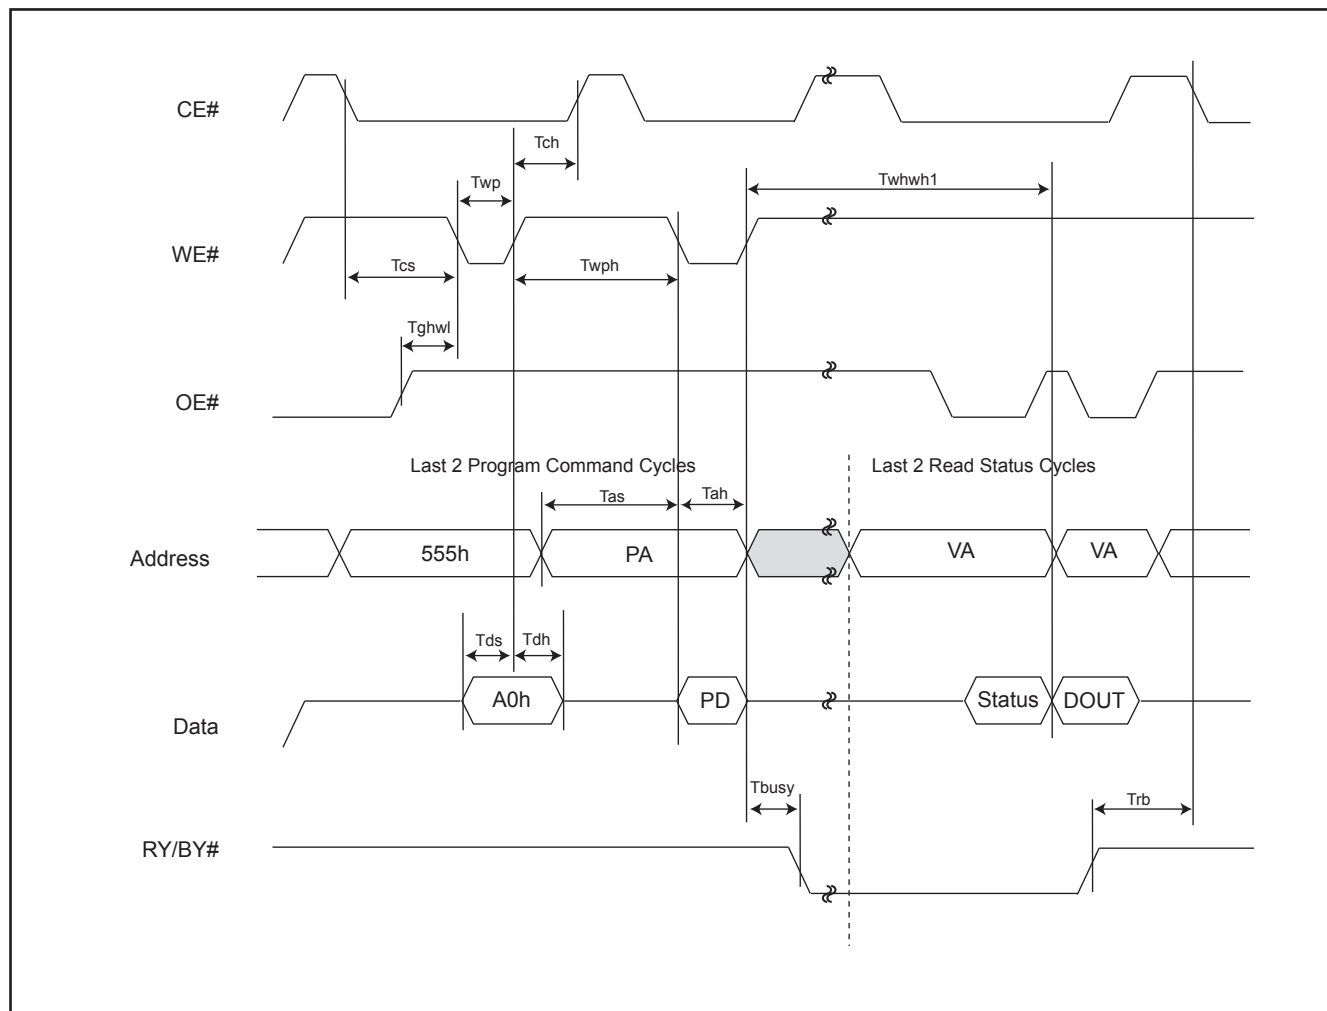 CE#
Tch
Twp
Twhwh1
WE#
Tcs
Twph
Tghwl
OE#
Last 2 Program Command Cycles
Last 2 Read Status Cycles
Tas
Tah
Address
555h
PA
VA
VA
Tds
Tdh
Data
A0h
PD
Status
DOUT
Tbusy
Trb
RY/BY#